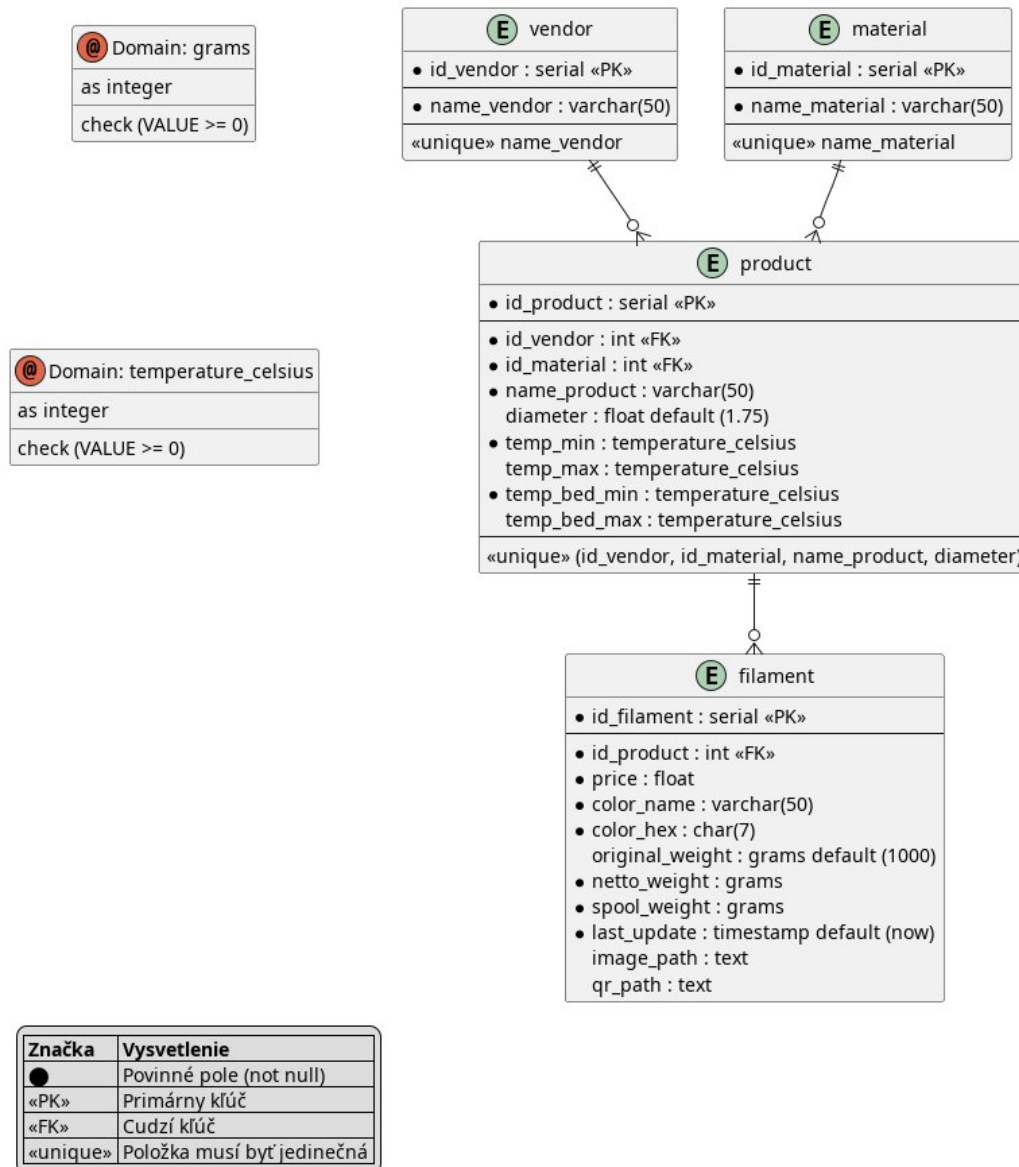 @ Domain: grams
as integer
check (VALUE >= 0)
E vendor
● id_vendor : serial «PK»
● name_vendor : varchar(50)
«unique» name_vendor
E material
● id_material : serial «PK»
● name_material : varchar(50)
«unique» name_material
@ Domain: temperature_celsius
as integer
check (VALUE >= 0)
E product
● id_product : serial «PK»
● id_vendor : int «FK»
● id_material : int «FK»
● name_product : varchar(50)
diameter : float default (1.75)
● temp_min : temperature_celsius
temp_max : temperature_celsius
● temp_bed_min : temperature_celsius
temp_bed_max : temperature_celsius
«unique» (id_vendor, id_material, name_product, diameter)
E filament
● id_filament : serial «PK»
● id_product : int «FK»
● price : float
● color_name : varchar(50)
● color_hex : char(7)
original_weight : grams default (1000)
● netto_weight : grams
● spool_weight : grams
● last_update : timestamp default (now)
image_path : text
qr_path : text
Značka Vysvetlenie
● Povinné pole (not null)
«PK» Primárny kľúč
«FK» Cudzí kľúč
«unique» Položka musí byť jedinečná